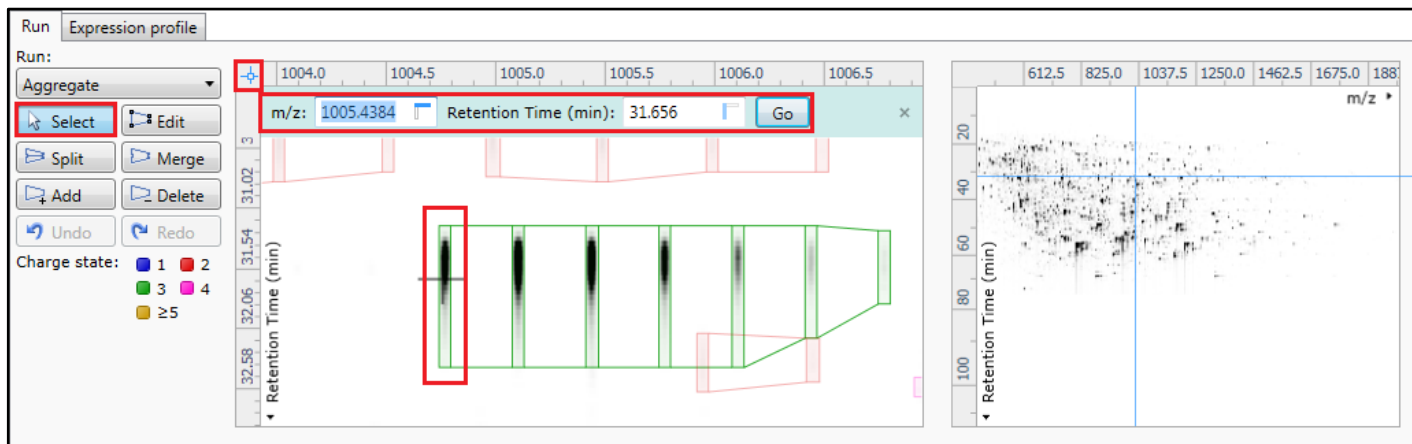 Run Expression profile
Run:
Aggregate
Select Edit
Split Merge
Add Delete
Undo Redo
Charge state: 1 2
3 4
≥5
1004.0 1004.5 1005.0 1005.5 1006.0 1006.5
m/z: 1005.4384 Retention Time (min): 31.656 Go ×
31.02
31.54
32.06
32.58
Retention Time (min)
612.5 825.0 1037.5 1250.0 1462.5 1675.0 188
m/z
20
40
60
80
100
Retention Time (min)